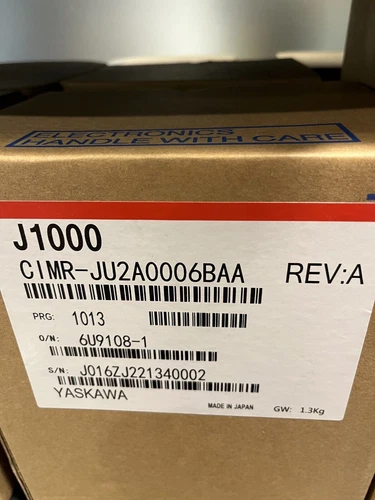 ELECTRONICS
HANDLE WITH CARE
J1000
CIMR-JU2A0006BAA REV:A
PRG: 1013
O/N: 6U9108-1
S/N: J016ZJ221340002
YASKAWA MADE IN JAPAN GW: 1.3Kg